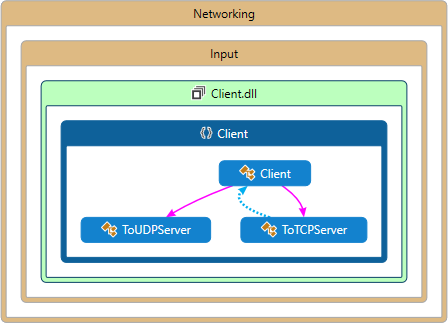 Networking
Input
Client.dll
Client
Client
ToUDPServer
ToTCPServer